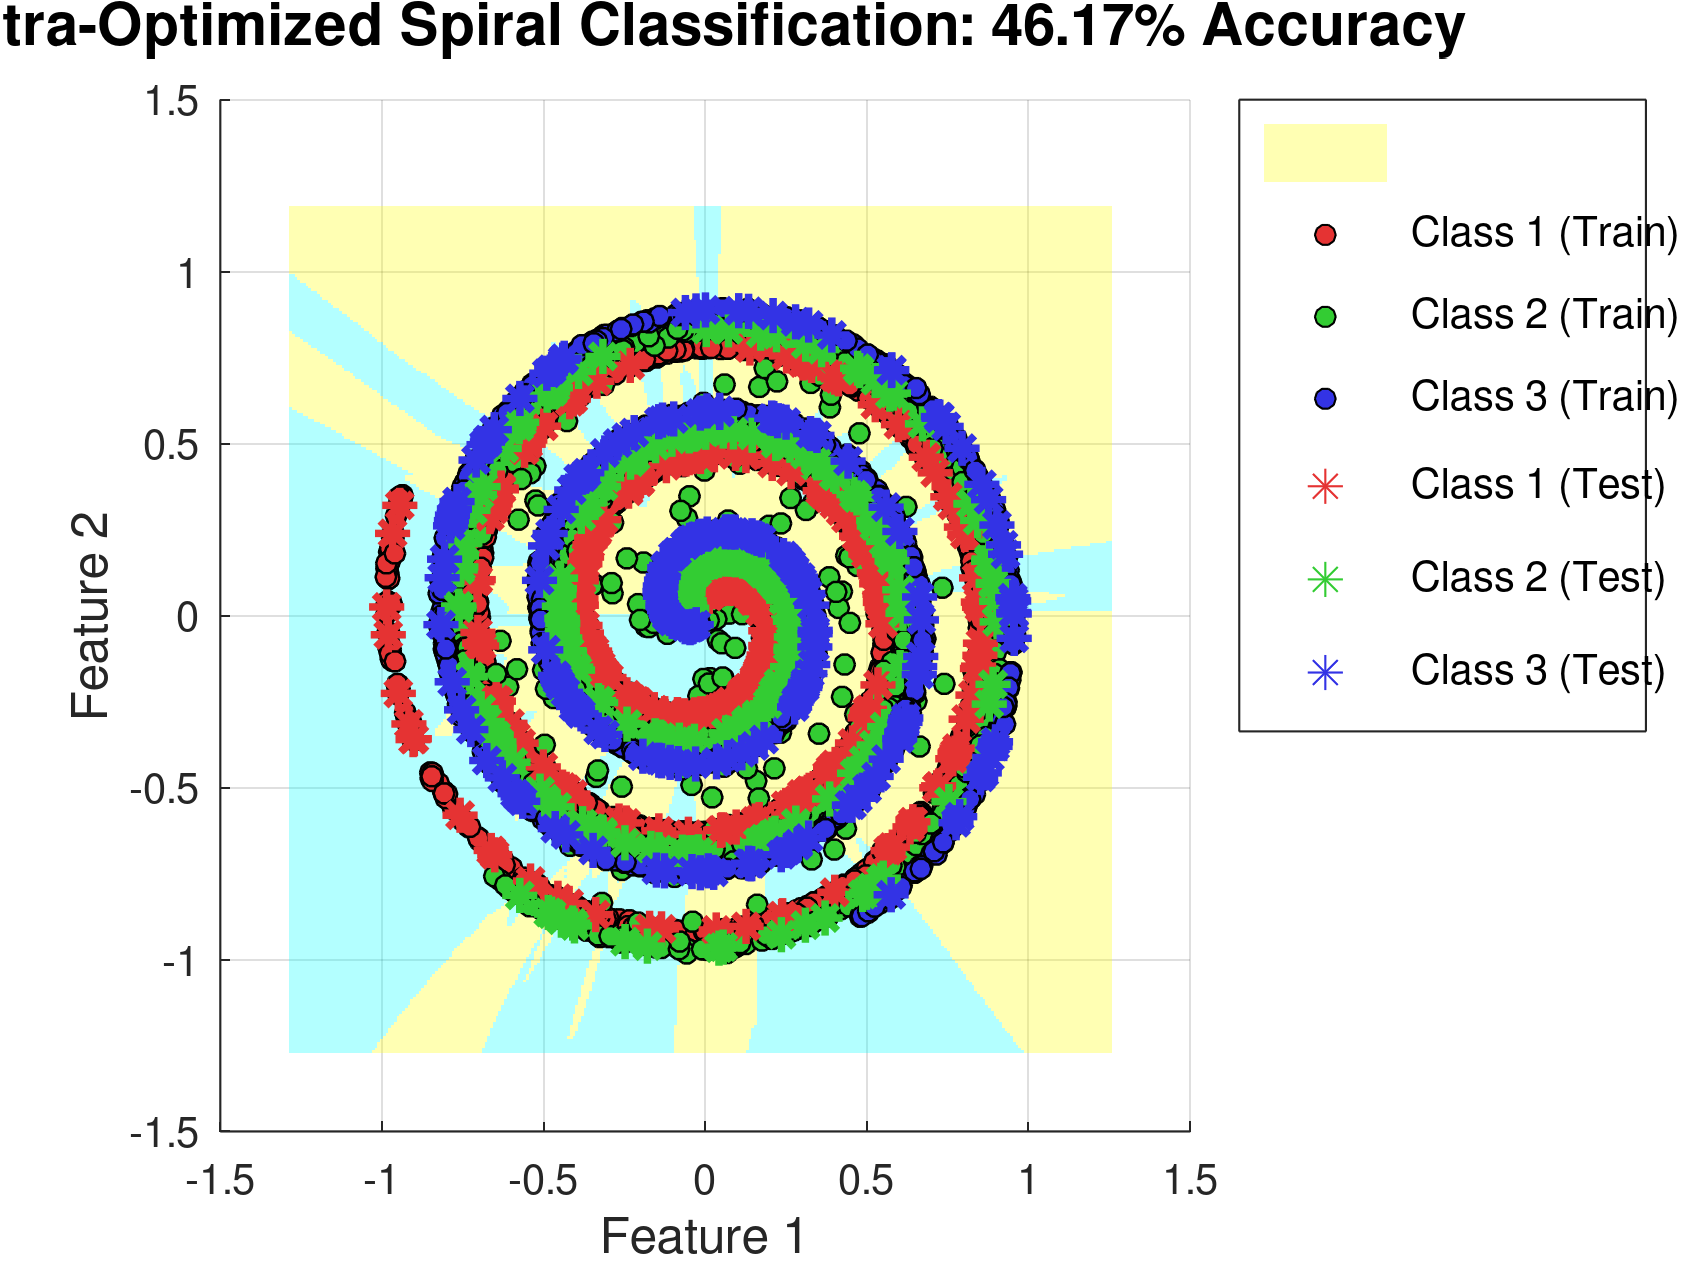 tra-Optimized Spiral Classification: 46.17% Accuracy
1.5
1
0.5
0
-0.5
-1
-1.5
-1.5
-1
-0.5
0
0.5
1
1.5
Feature 2
Feature 1
Class 1 (Train)
Class 2 (Train)
Class 3 (Train)
Class 1 (Test)
Class 2 (Test)
Class 3 (Test)